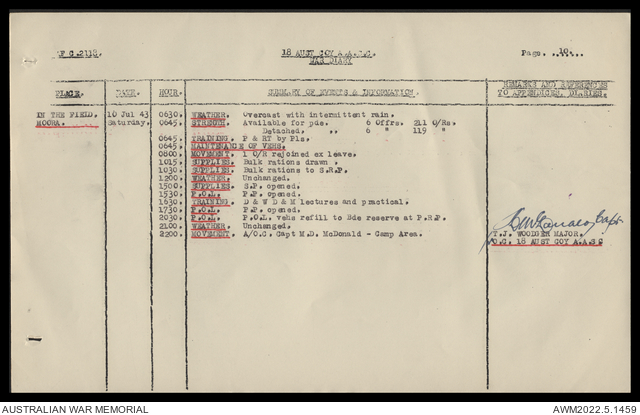 A.F C.2118.
18 AUST COY A.A.S.C.
WAR DIARY
Page. ..10...
PLACE. DATE. HOUR. SUMMARY OF EVENTS & INFORMATION. REMARKS AND REFERENCES TO APPENDICES, DIARIES.
IN THE FIELD. 10 Jul 43 0630. WEATHER. Overcast with intermittent rain.
MOORA. Saturday. 0645. STRENGTH. Available for pds. 6 Offrs. 211 O/Rs.
Detached. ,, 6 " 119 "
0645. TRAINING. P & RT by Pls.
0645. MAINTENANCE OF VEHS.
0800. MOVEMENT. 1 O/R rejoined ex leave.
1015. SUPPLIES. Bulk rations drawn.
1030. SUPPLIES. Bulk rations to S.R.P.
1200. WEATHER. Unchanged.
1500. SUPPLIES. S.P. opened.
1530. P.O.L. P.P. opened.
1630. TRAINING. D & W D & M lectures and practical.
1730. P.O.L. P.P. opened.
2030. P.O.L. P.O.L. vehs refill to Bde reserve at P.R.P.
2100. WEATHER. Unchanged.
2200. MOVEMENT. A/O.C. Capt M.D. McDonald - Camp Area.
Capt
T.J. WOODGER MAJOR.
O.C. 18 AUST COY A.A.S C
AUSTRALIAN WAR MEMORIAL
AWM2022.5.1459